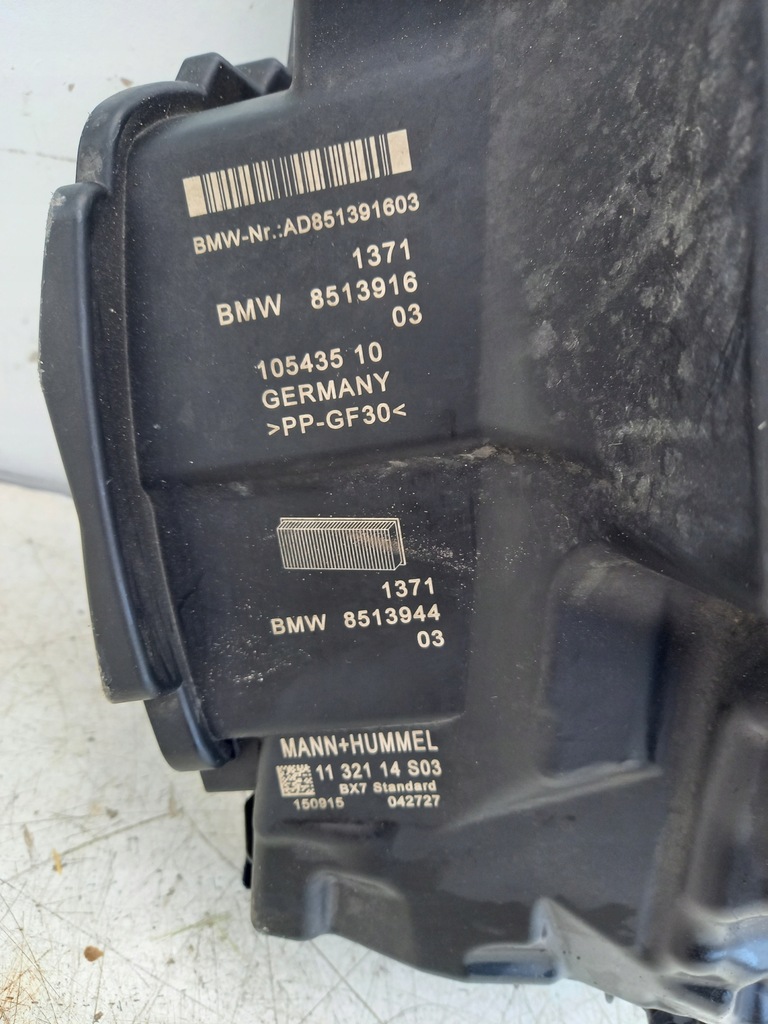 BMW-Nr.:AD851391603
1371
BMW 8513916
03
105435 10
GERMANY
>PP-GF30<
1371
BMW 8513944
03
MANN+HUMMEL
11 321 14 S03
BX7 Standard
150915 042727